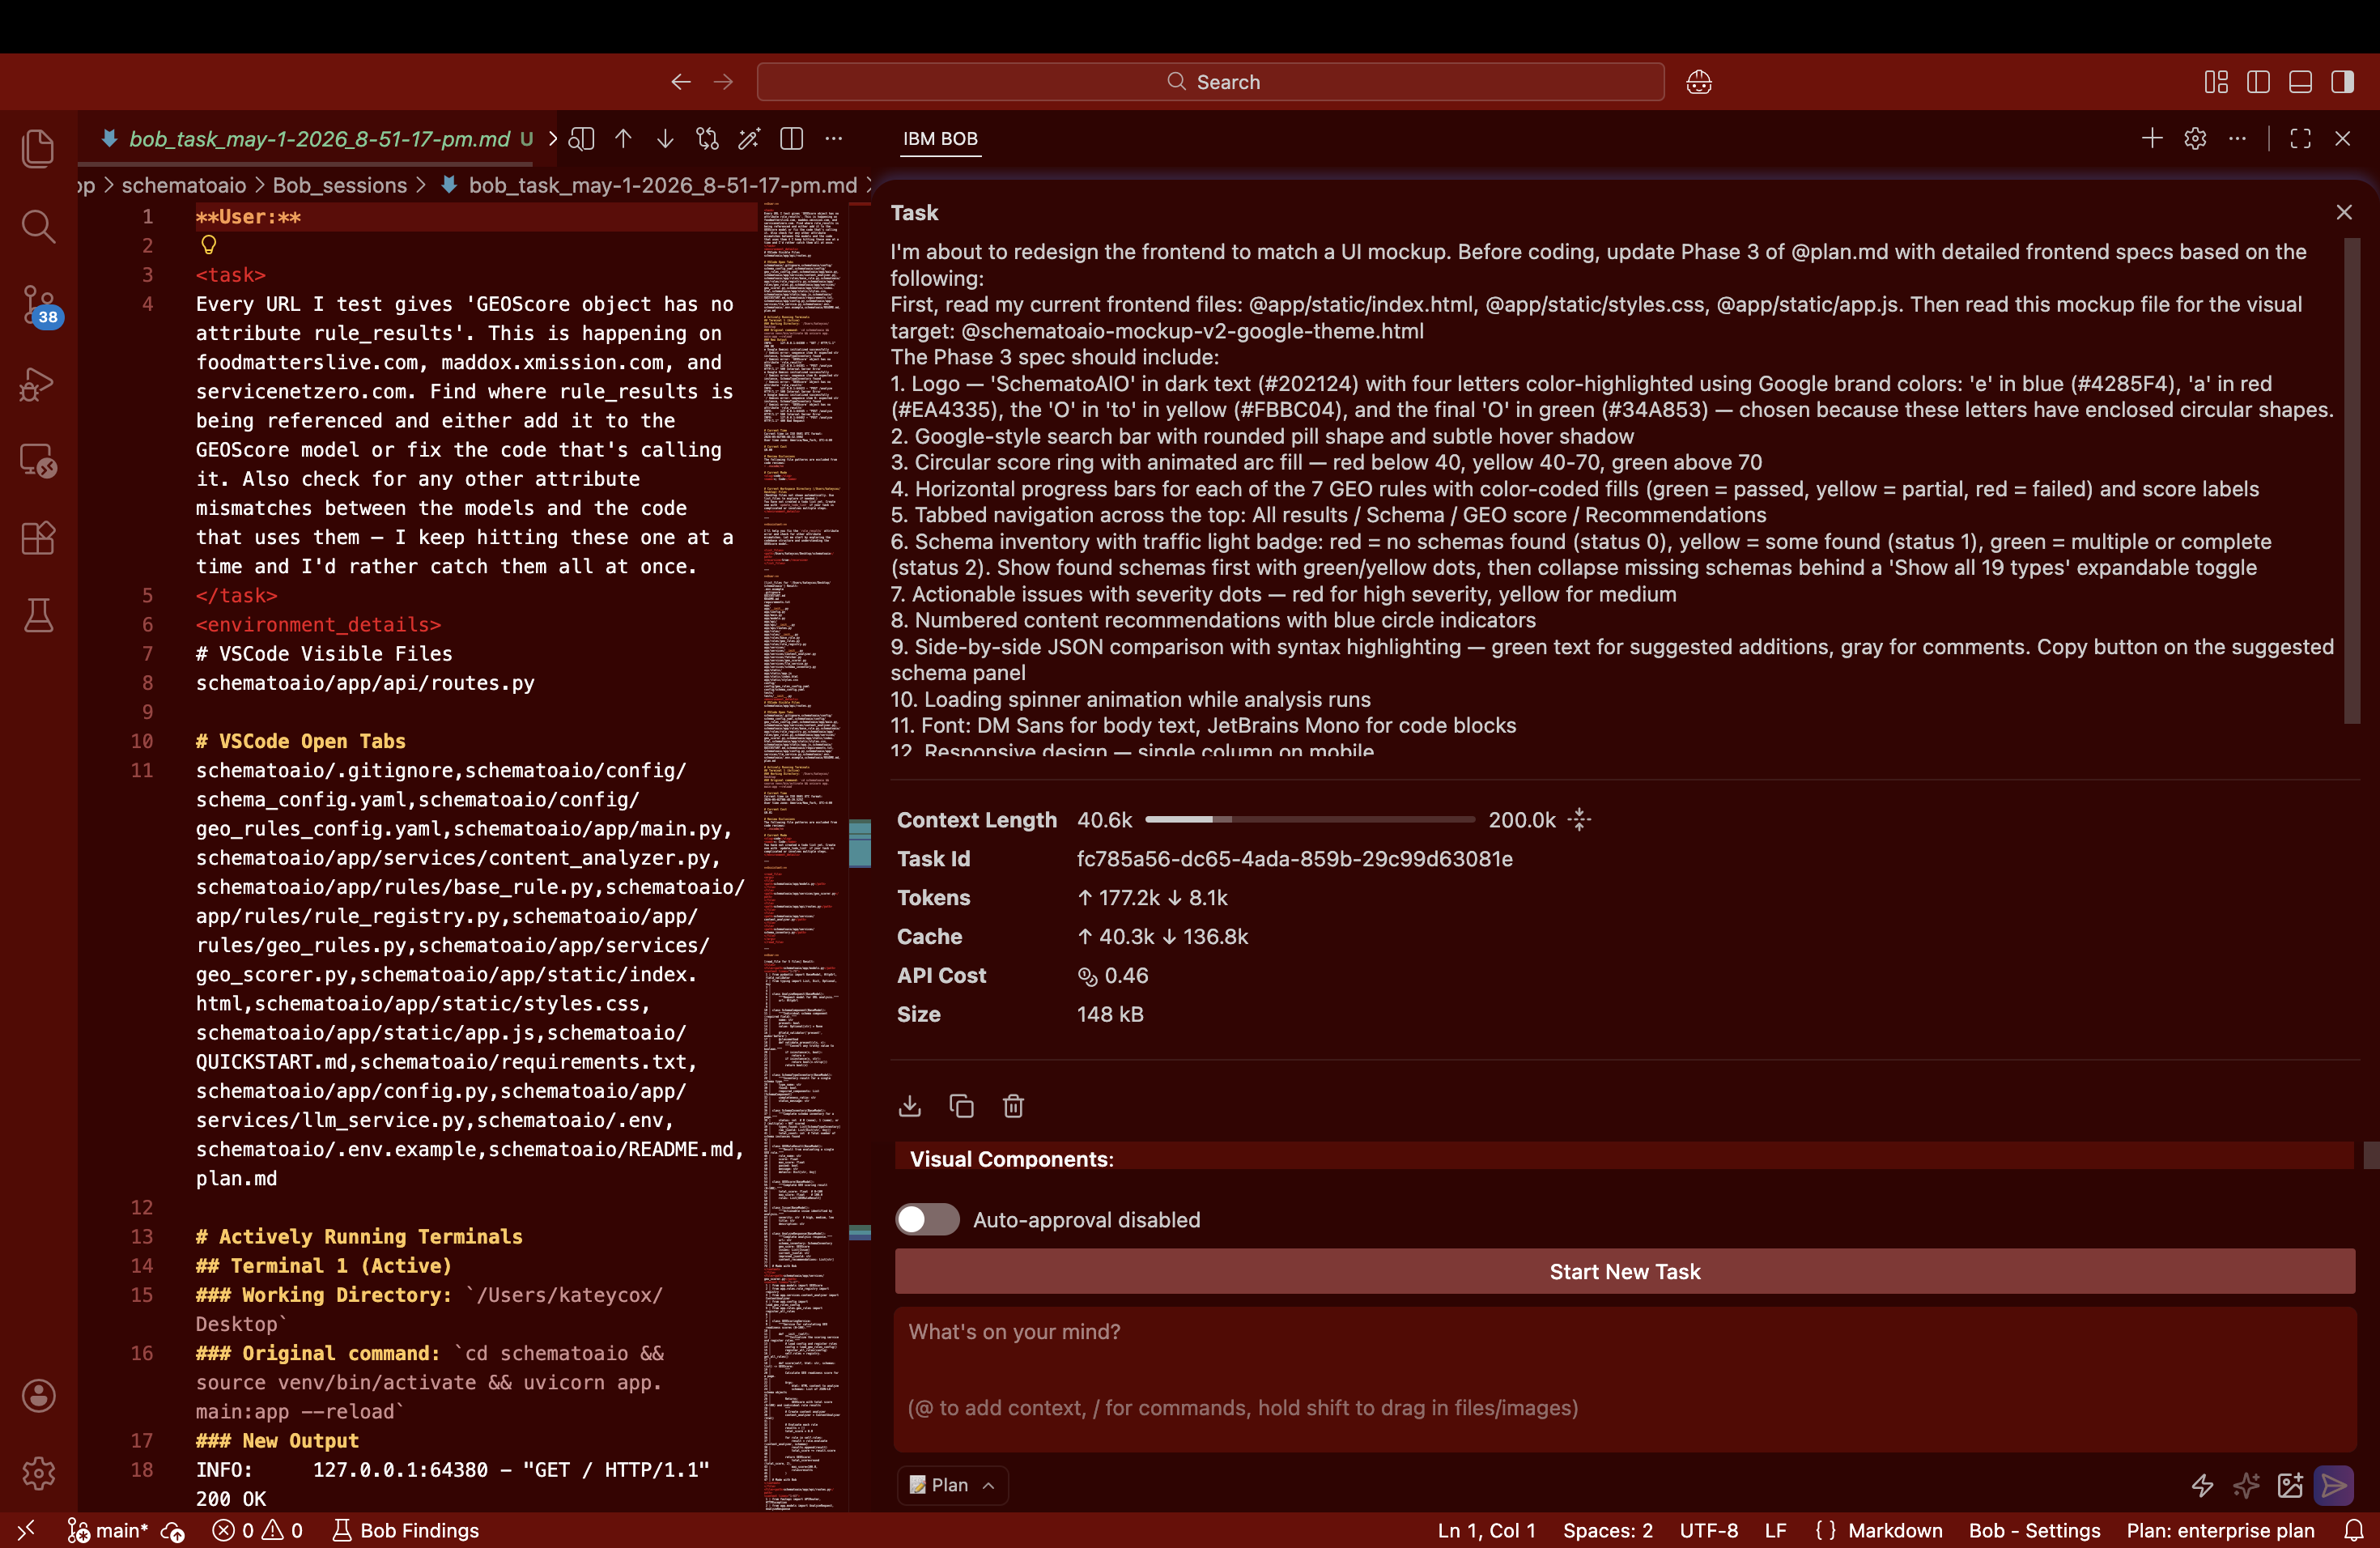 Search
bob_task_may-1-2026_8-51-17-pm.md U
IBM BOB
schematoaio > Bob_sessions > bob_task_may-1-2026_8-51-17-pm.md
38
1 **User:**
2
3 <task>
4 Every URL I test gives 'GEOScore object has no
attribute rule_results'. This is happening on
foodmatterslive.com, maddox.xmission.com, and
servicenetzero.com. Find where rule_results is
being referenced and either add it to the
GEOScore model or fix the code that's calling
it. Also check for any other attribute
mismatches between the models and the code
that uses them — I keep hitting these one at a
time and I'd rather catch them all at once.
5 </task>
6 <environment_details>
7 # VSCode Visible Files
8 schematoaio/app/api/routes.py
9
10 # VSCode Open Tabs
11 schematoaio/.gitignore,schematoaio/config/
schema_config.yaml,schematoaio/config/
geo_rules_config.yaml,schematoaio/app/main.py,
schematoaio/app/services/content_analyzer.py,
schematoaio/app/rules/base_rule.py,schematoaio/
app/rules/rule_registry.py,schematoaio/app/
rules/geo_rules.py,schematoaio/app/services/
geo_scorer.py,schematoaio/app/static/index.
html,schematoaio/app/static/styles.css,
schematoaio/app/static/app.js,schematoaio/
QUICKSTART.md,schematoaio/requirements.txt,
schematoaio/app/config.py,schematoaio/app/
services/llm_service.py,schematoaio/.env,
schematoaio/.env.example,schematoaio/README.md,
plan.md
12
13 # Actively Running Terminals
14 ## Terminal 1 (Active)
15 ### Working Directory: `/Users/kateycox/
Desktop`
16 ### Original command: `cd schematoaio &&
source venv/bin/activate && uvicorn app.
main:app --reload`
17 ### New Output
18 INFO: 127.0.0.1:64380 - "GET / HTTP/1.1"
200 OK
Task
I'm about to redesign the frontend to match a UI mockup. Before coding, update Phase 3 of @plan.md with detailed frontend specs based on the
following:
First, read my current frontend files: @app/static/index.html, @app/static/styles.css, @app/static/app.js. Then read this mockup file for the visual
target: @schematoaio-mockup-v2-google-theme.html
The Phase 3 spec should include:
1. Logo — 'SchematoAIO' in dark text (#202124) with four letters color-highlighted using Google brand colors: 'e' in blue (#4285F4), 'a' in red
(#EA4335), the 'O' in 'to' in yellow (#FBBC04), and the final 'O' in green (#34A853) — chosen because these letters have enclosed circular shapes.
2. Google-style search bar with rounded pill shape and subtle hover shadow
3. Circular score ring with animated arc fill — red below 40, yellow 40-70, green above 70
4. Horizontal progress bars for each of the 7 GEO rules with color-coded fills (green = passed, yellow = partial, red = failed) and score labels
5. Tabbed navigation across the top: All results / Schema / GEO score / Recommendations
6. Schema inventory with traffic light badge: red = no schemas found (status 0), yellow = some found (status 1), green = multiple or complete
(status 2). Show found schemas first with green/yellow dots, then collapse missing schemas behind a 'Show all 19 types' expandable toggle
7. Actionable issues with severity dots — red for high severity, yellow for medium
8. Numbered content recommendations with blue circle indicators
9. Side-by-side JSON comparison with syntax highlighting — green text for suggested additions, gray for comments. Copy button on the suggested
schema panel
10. Loading spinner animation while analysis runs
11. Font: DM Sans for body text, JetBrains Mono for code blocks
12. Responsive design — single column on mobile
Context Length 40.6k 200.0k
Task Id fc785a56-dc65-4ada-859b-29c99d63081e
Tokens ↑ 177.2k ↓ 8.1k
Cache ↑ 40.3k ↓ 136.8k
API Cost 0.46
Size 148 kB
Visual Components:
Auto-approval disabled
Start New Task
What's on your mind?
(@ to add context, / for commands, hold shift to drag in files/images)
Plan
main* 0 0 Bob Findings
Ln 1, Col 1 Spaces: 2 UTF-8 LF { } Markdown Bob - Settings Plan: enterprise plan